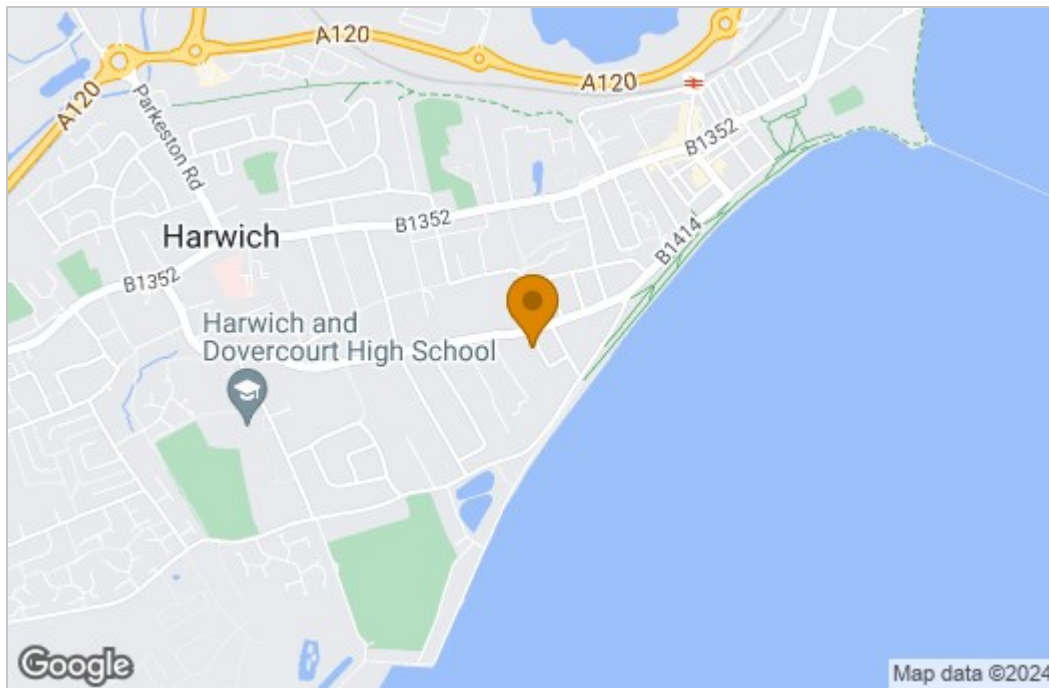 A120
A120
A120
Parkeston Rd
B1352
B1352
Harwich
B1414
B1352
Harwich and
Dovercourt High School
Google
Map data ©2024